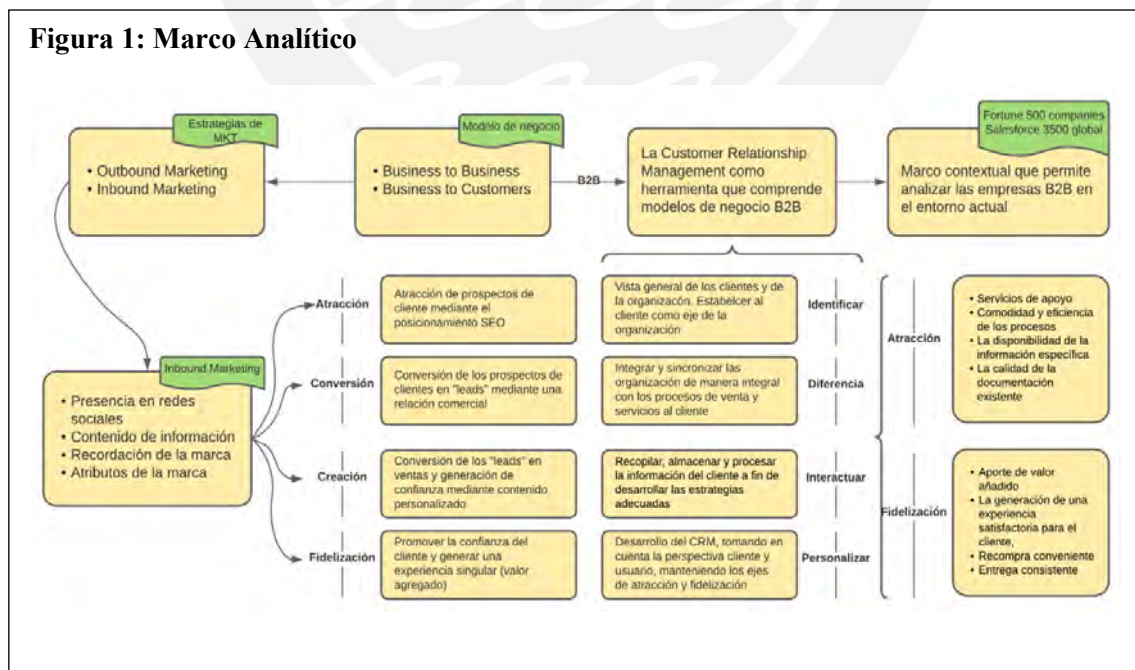 Figura 1: Marco Analítico
Estrategias de
MKT
• Outbound Marketing
• Inbound Marketing
Modelo de negocio
• Business to Business
• Business to Customers
B2B
La Customer Relationship
Management como
herramienta que comprende
modelos de negocio B2B
Fortune 500 companies
Salesforce 3500 global
Marco contextual que permite
analizar las empresas B2B en
el entorno actual
Inbound Marketing
• Presencia en redes
sociales
• Contenido de información
• Recordación de la marca
• Atributos de la marca
Atracción
Atracción de prospectos de
cliente mediante el
posicionamiento SEO
Vista general de los clientes y de
la organizacón. Estabelcer al
cliente como eje de la
organización
Identificar
Conversión
Conversión de los prospectos de
clientes en "leads" mediante una
relación comercial
Integrar y sincronizar las
organización de manera integral
con los procesos de venta y
servicios al cliente
Diferencia
Creación
Conversión de los "leads" en
ventas y generación de
confianza mediante contenido
personalizado
Recopilar, almacenar y procesar
la información del cliente a fin de
desarrollar las estrategias
adecuadas
Interactuar
Fidelización
Promover la confianza del
cliente y generar una
experiencia singular (valor
agregado)
Desarrollo del CRM, tomando en
cuenta la perspectiva cliente y
usuario, manteniendo los ejes
de atracción y fidelización
Personalizar
Atracción
• Servicios de apoyo
• Comodidad y eficiencia
de los procesos
• La disponibilidad de la
información específica
• La calidad de la
documentación
existente
Fidelización
• Aporte de valor
añadido
• La generación de una
experiencia
satisfactoria para el
cliente,
• Recompra conveniente
• Entrega consistente